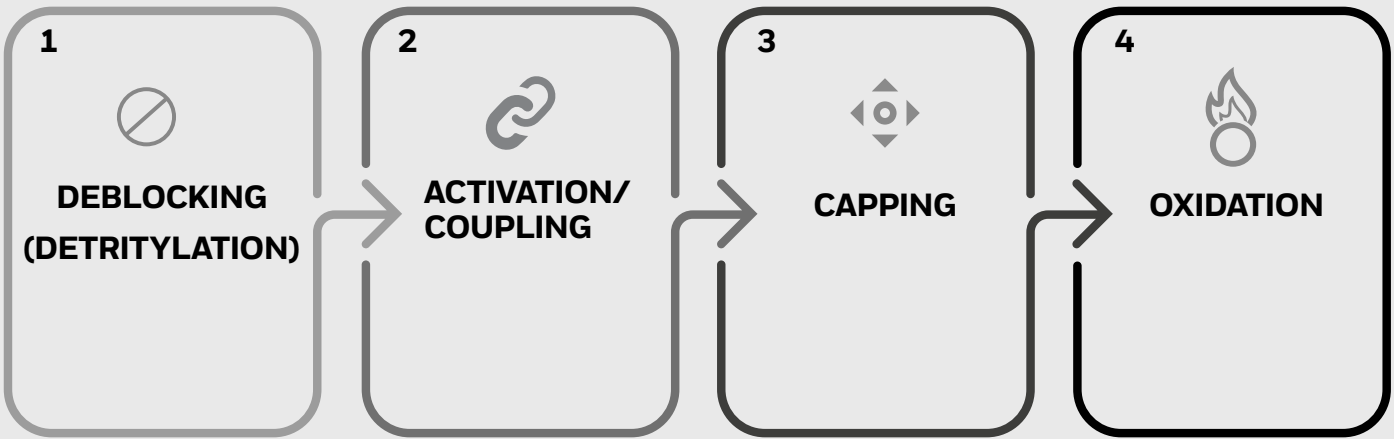 1
DEBLOCKING
(DETRITYLATION)
2
ACTIVATION/
COUPLING
3
CAPPING
4
OXIDATION